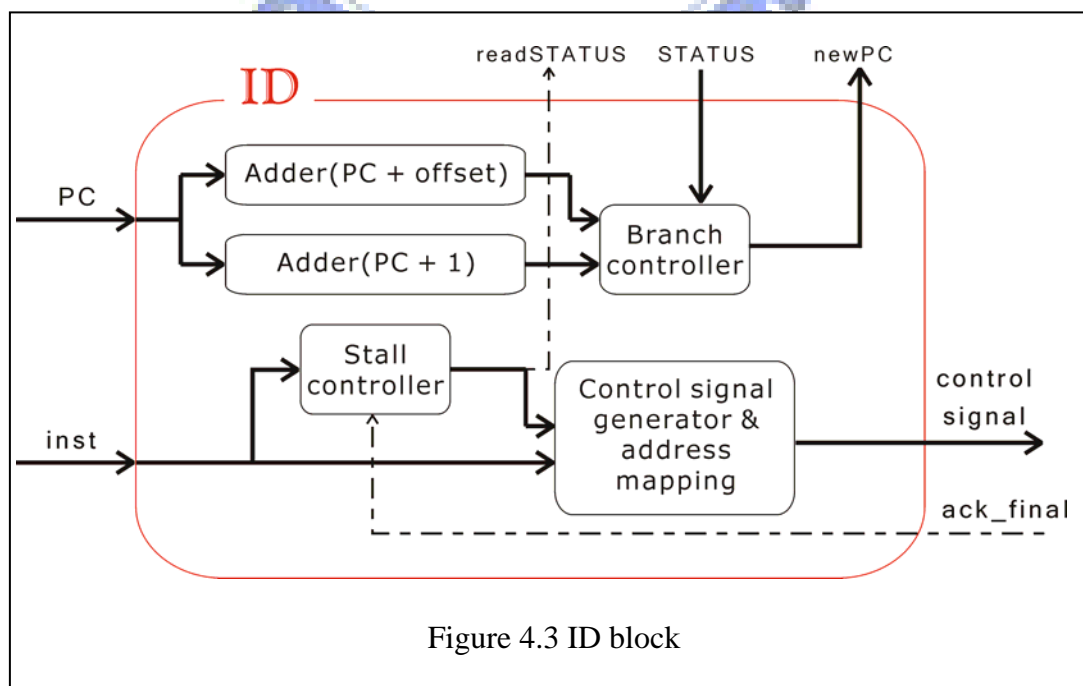 readSTATUS STATUS newPC
ID
Adder(PC + offset)
PC
Branch
controller
Adder(PC + 1)
Stall
controller
Control signal
generator &
address
mapping
control
signal
inst
ack_final
Figure 4.3 ID block